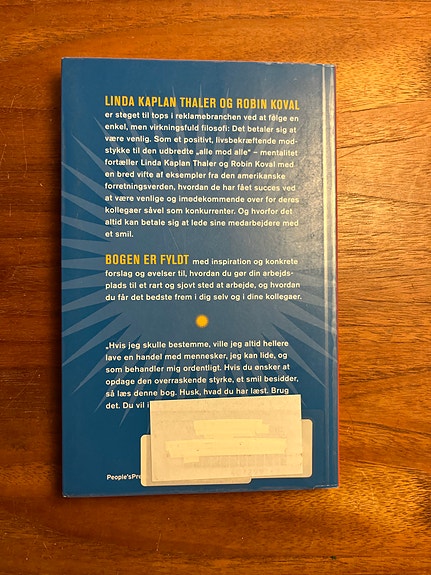 LINDA KAPLAN THALER OG ROBIN KOVAL
er steget til tops i reklamebranchen ved at følge en
enkel, men virkningsfuld filosofi: Det betaler sig at
være venlig. Som et positivt, livsbekræftende mod-
stykke til den udbredte „alle mod alle“ – mentalitet
fortæller Linda Kaplan Thaler og Robin Koval med
en bred vifte af eksempler fra den amerikanske
forretningsverden, hvordan de har fået succes ved
at være venlige og imødekommende over for deres
kollegaer såvel som konkurrenter. Og hvorfor det
altid kan betale sig at lede sine medarbejdere med
et smil.
BOGEN ER FYLDT med inspiration og konkrete
forslag og øvelser til, hvordan du gør din arbejds-
plads til et rart og sjovt sted at arbejde, og hvordan
du får det bedste frem i dig selv og i dine kollegaer.
„Hvis jeg skulle bestemme, ville jeg altid hellere
lave en handel med mennesker, jeg kan lide, og
som behandler mig ordentligt. Hvis du ønsker at
opdage den overraskende styrke, et smil besidder,
så læs denne bog. Husk, hvad du har læst. Brug
det. Du vil i
People'sPre